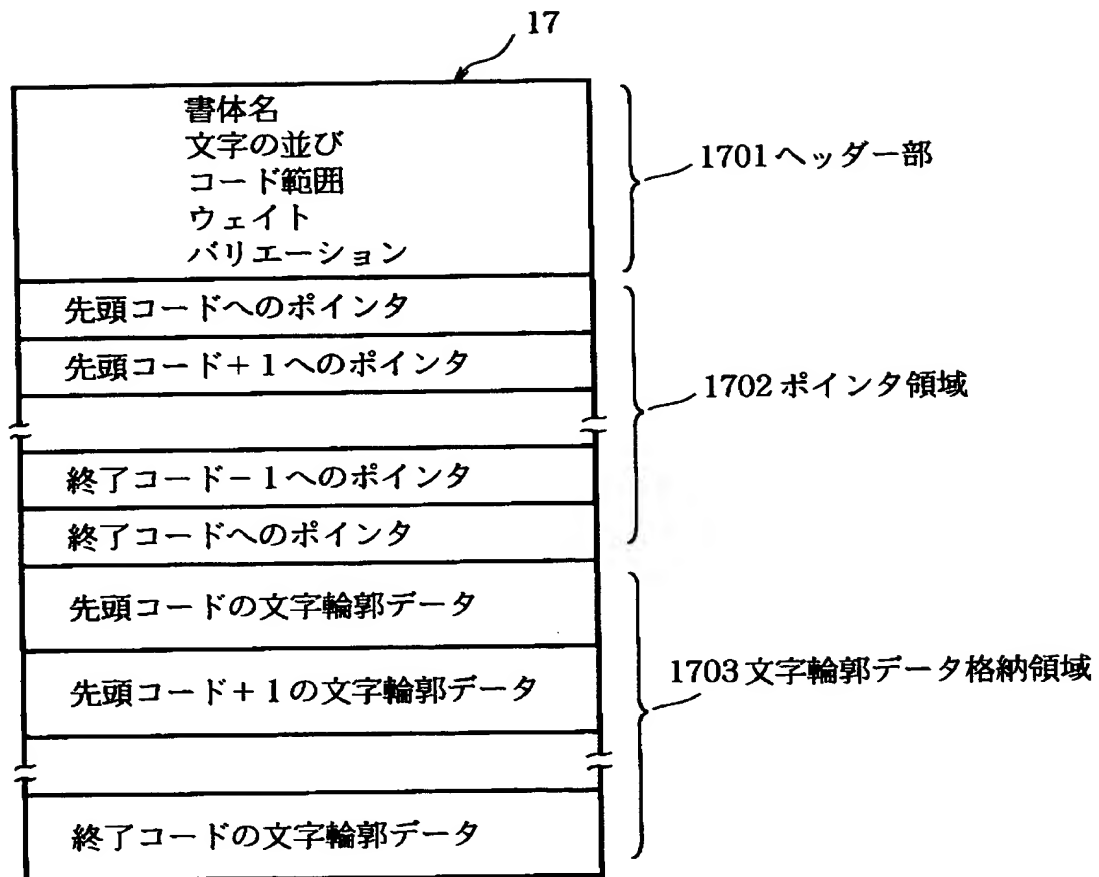 17
書体名
文字の並び
コード範囲
ウェイト
バリエーション
1701ヘッダー部
先頭コードへのポインタ
先頭コード+1へのポインタ
1702ポインタ領域
終了コード-1へのポインタ
終了コードへのポインタ
先頭コードの文字輪郭データ
先頭コード+1の文字輪郭データ
1703文字輪郭データ格納領域
終了コードの文字輪郭データ